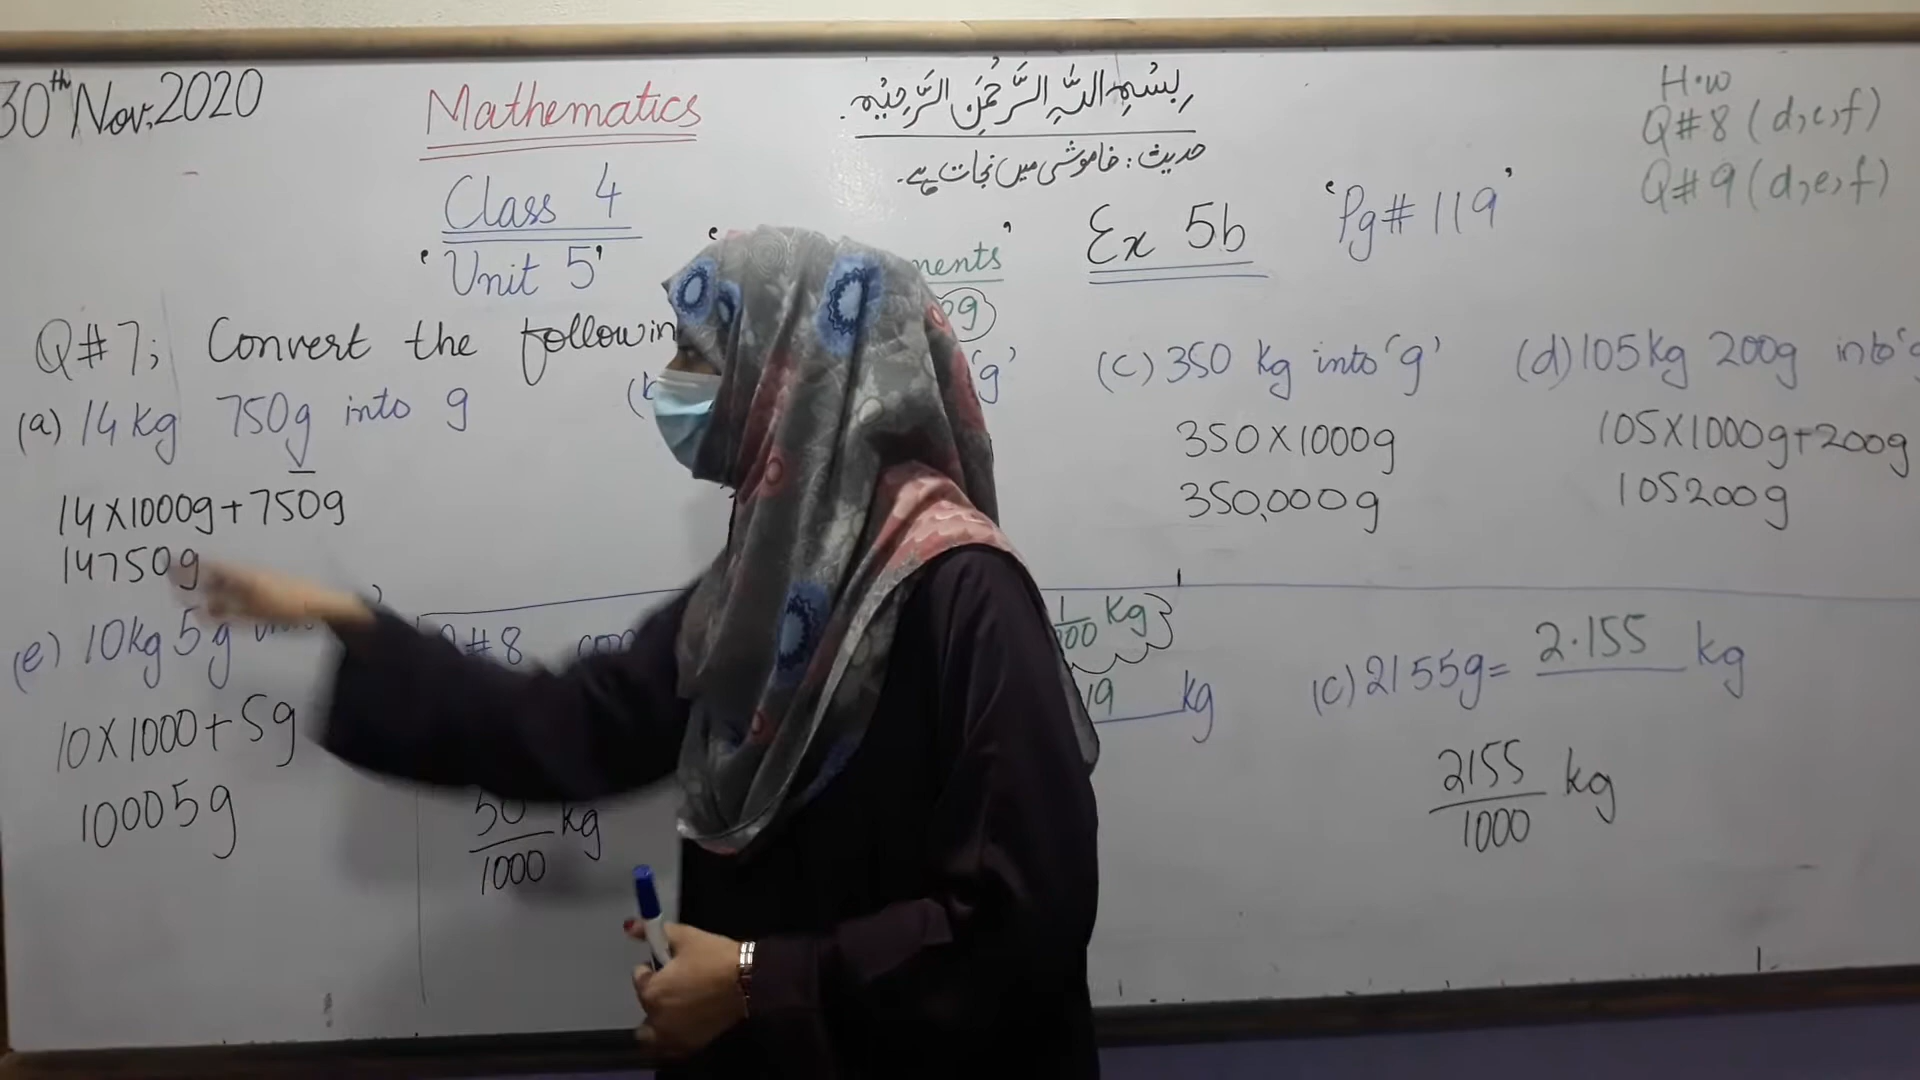 30th Nov, 2020
Mathematics
بِسْمِ اللهِ الرَّحْمٰنِ الرَّحِيْمِ
حدیث: خاموشی میں نجات ہے۔
H.w
Q#8 (d,e,f)
Q#9 (d,e,f)
Class 4
'Unit 5'
Ex 5b
'Pg# 119'
Q#7; Convert the
(a) 14 kg 750g into g
14X1000g+750g
14750g
'g'
(c) 350 kg into 'g'
350X1000g
350,000g
(d) 105kg 200g into
105X1000g+200g
105200g
(e) 10kg 5g
10X1000+5g
10005g
50/1000 kg
kg
kg
(c) 2155g= 2.155 kg
2155/1000 kg